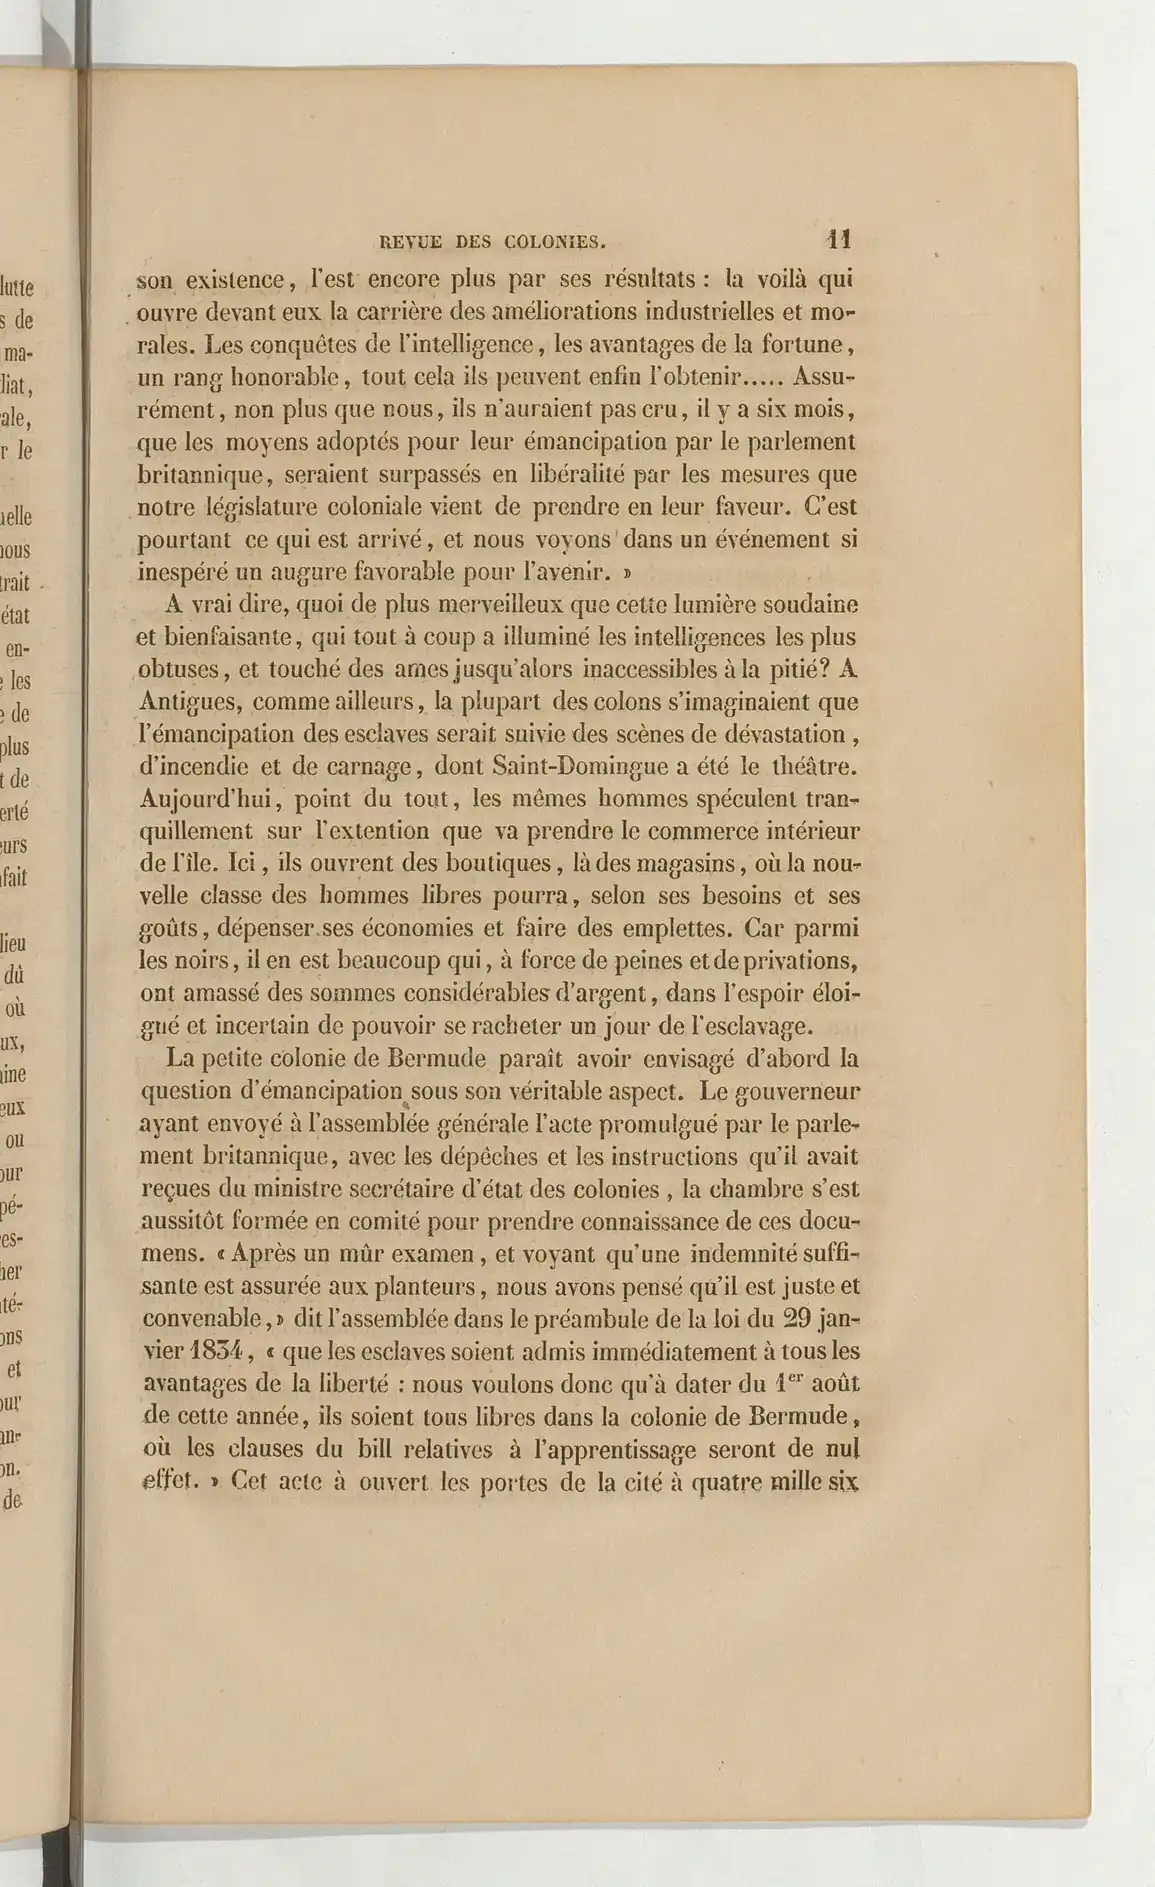 REVUE DES COLONIES. 11
son existence, l'est encore plus par ses résultats : la voilà qui
ouvre devant eux la carrière des améliorations industrielles et mo-
rales. Les conquêtes de l'intelligence, les avantages de la fortune,
un rang honorable, tout cela ils peuvent enfin l'obtenir..... Assu-
rément, non plus que nous, ils n'auraient pas cru, il y a six mois,
que les moyens adoptés pour leur émancipation par le parlement
britannique, seraient surpassés en libéralité par les mesures que
notre législature coloniale vient de prendre en leur faveur. C'est
pourtant ce qui est arrivé, et nous voyons dans un événement si
inespéré un augure favorable pour l'avenir. »
A vrai dire, quoi de plus merveilleux que cette lumière soudaine
et bienfaisante, qui tout à coup a illuminé les intelligences les plus
obtuses, et touché des ames jusqu'alors inaccessibles à la pitié? A
Antigues, comme ailleurs, la plupart des colons s'imaginaient que
l'émancipation des esclaves serait suivie des scènes de dévastation,
d'incendie et de carnage, dont Saint-Domingue a été le théâtre.
Aujourd'hui, point du tout, les mêmes hommes spéculent tran-
quillement sur l'extention que va prendre le commerce intérieur
de l'île. Ici, ils ouvrent des boutiques, là des magasins, où la nou-
velle classe des hommes libres pourra, selon ses besoins et ses
goûts, dépenser ses économies et faire des emplettes. Car parmi
les noirs, il en est beaucoup qui, à force de peines et de privations,
ont amassé des sommes considérables d'argent, dans l'espoir éloi-
gné et incertain de pouvoir se racheter un jour de l'esclavage.
La petite colonie de Bermude paraît avoir envisagé d'abord la
question d'émancipation sous son véritable aspect. Le gouverneur
ayant envoyé à l'assemblée générale l'acte promulgué par le parle-
ment britannique, avec les dépêches et les instructions qu'il avait
reçues du ministre secrétaire d'état des colonies, la chambre s'est
aussitôt formée en comité pour prendre connaissance de ces docu-
mens. « Après un mûr examen, et voyant qu'une indemnité suffi-
sante est assurée aux planteurs, nous avons pensé qu'il est juste et
convenable, » dit l'assemblée dans le préambule de la loi du 29 jan-
vier 1834, « que les esclaves soient admis immédiatement à tous les
avantages de la liberté : nous voulons donc qu'à dater du 1er août
de cette année, ils soient tous libres dans la colonie de Bermude,
où les clauses du bill relatives à l'apprentissage seront de nul
effet. » Cet acte à ouvert les portes de la cité à quatre mille six